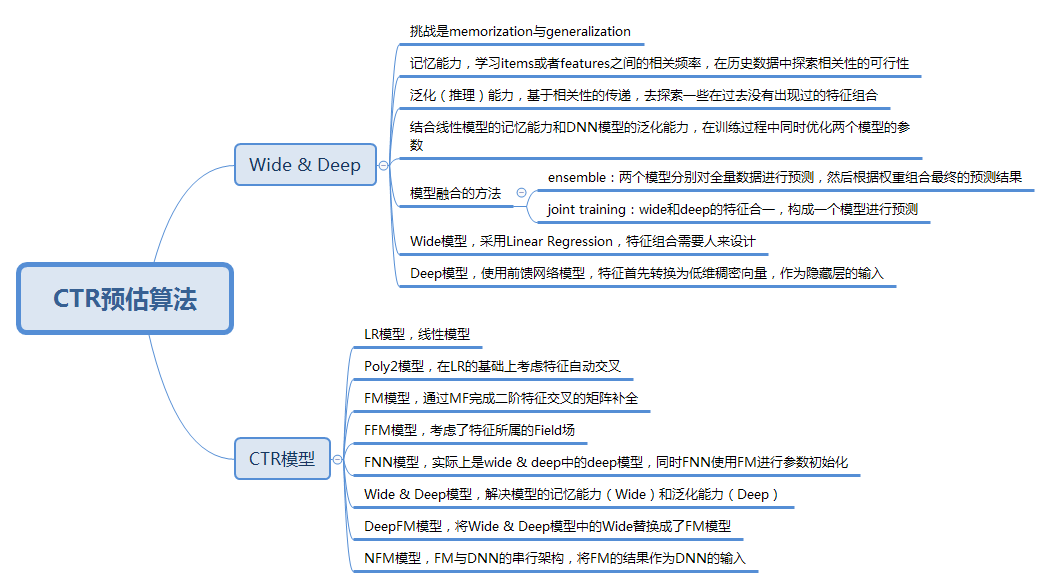 挑战是memorization与generalization
记忆能力，学习items或者features之间的相关频率，在历史数据中探索相关性的可行性
泛化（推理）能力，基于相关性的传递，去探索一些在过去没有出现过的特征组合
结合线性模型的记忆能力和DNN模型的泛化能力，在训练过程中同时优化两个模型的参
数
Wide & Deep
模型融合的方法
ensemble：两个模型分别对全量数据进行预测，然后根据权重组合最终的预测结果
joint training：wide和deep的特征合一，构成一个模型进行预测
Wide模型，采用Linear Regression，特征组合需要人来设计
Deep模型，使用前馈网络模型，特征首先转换为低维稠密向量，作为隐藏层的输入
CTR预估算法
LR模型，线性模型
Poly2模型，在LR的基础上考虑特征自动交叉
FM模型，通过MF完成二阶特征交叉的矩阵补全
FFM模型，考虑了特征所属的Field场
CTR模型
FNN模型，实际上是wide & deep中的deep模型，同时FNN使用FM进行参数初始化
Wide & Deep模型，解决模型的记忆能力（Wide）和泛化能力（Deep）
DeepFM模型，将Wide & Deep模型中的Wide替换成了FM模型
NFM模型，FM与DNN的串行架构，将FM的结果作为DNN的输入